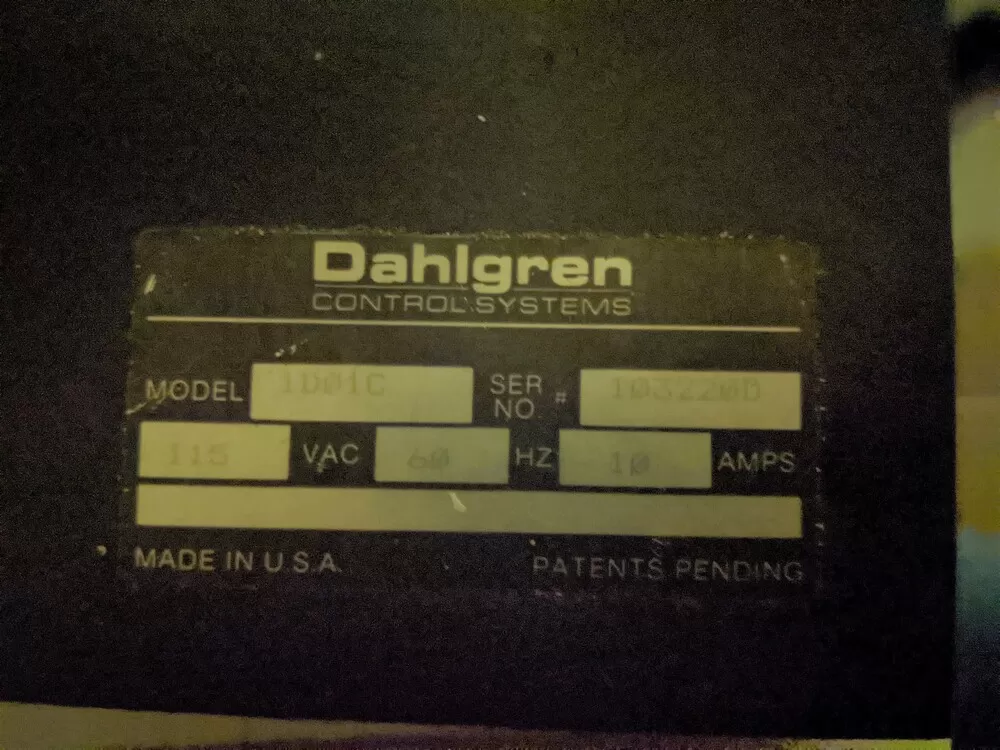 Dahlgren
CONTROL SYSTEMS
MODEL 1D01C SER NO # 103220D
115 VAC 60 HZ 10 AMPS
MADE IN U.S.A. PATENTS PENDING